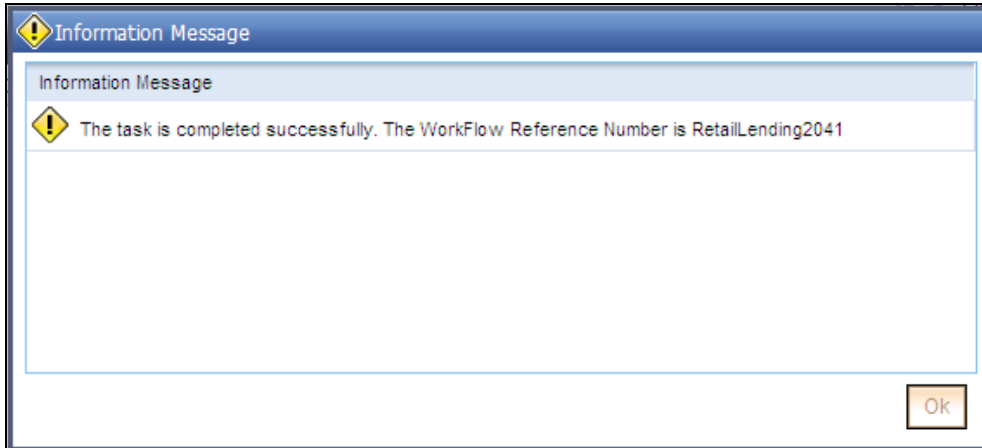 Information Message
Information Message
The task is completed successfully. The WorkFlow Reference Number is RetailLending2041
Ok